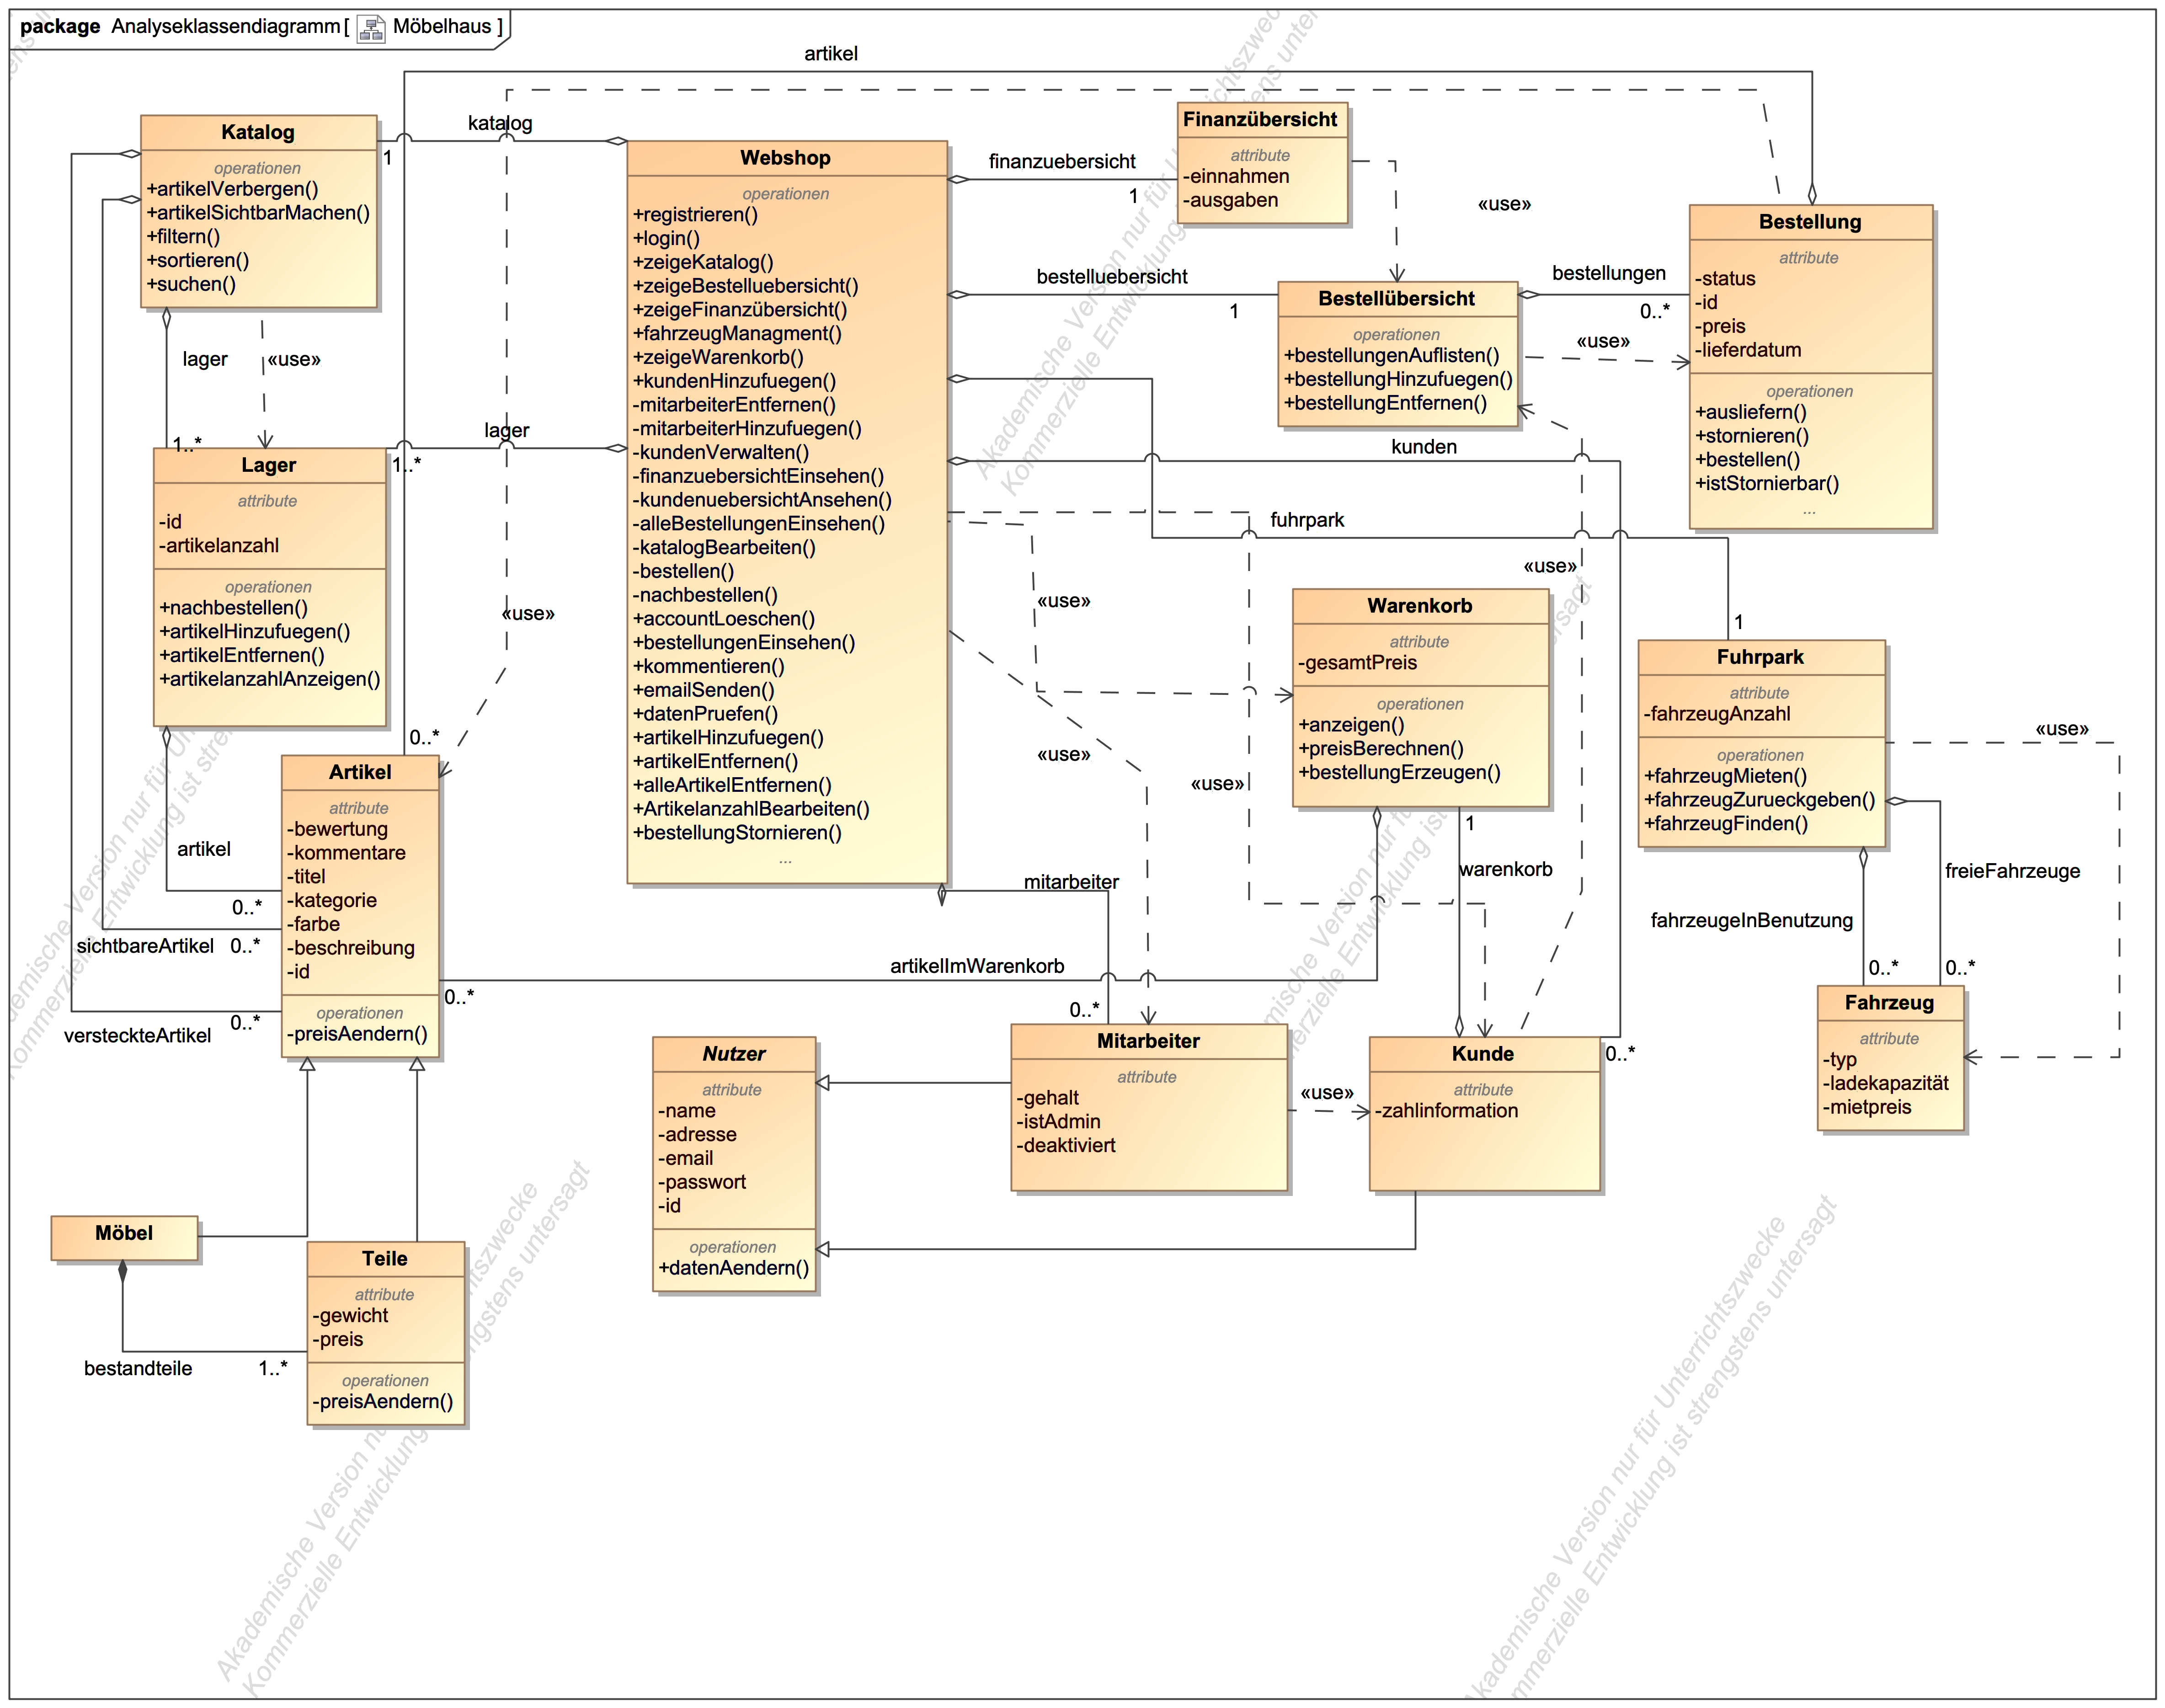 package Analyseklassendiagramm [ Möbelhaus ]
artikel
Katalog
operationen
+artikelVerbergen()
+artikelSichtbarMachen()
+filtern()
+sortieren()
+suchen()
katalog
1
Webshop
operationen
+registrieren()
+login()
+zeigeKatalog()
+zeigeBestelluebersicht()
+zeigeFinanzübersicht()
+fahrzeugManagment()
+zeigeWarenkorb()
+kundenHinzufuegen()
-mitarbeiterEntfernen()
-mitarbeiterHinzufuegen()
-kundenVerwalten()
-finanzuebersichtEinsehen()
-kundenuebersichtAnsehen()
-alleBestellungenEinsehen()
-katalogBearbeiten()
-bestellen()
-nachbestellen()
+accountLoeschen()
+bestellungenEinsehen()
+kommentieren()
+emailSenden()
+datenPruefen()
+artikelHinzufuegen()
+artikelEntfernen()
+alleArtikelEntfernen()
+ArtikelanzahlBearbeiten()
+bestellungStornieren()
...
finanzuebersicht
1
Finanzübersicht
attribute
-einnahmen
-ausgaben
«use»
bestelluebersicht
1
Bestellübersicht
operationen
+bestellungenAuflisten()
+bestellungHinzufuegen()
+bestellungEntfernen()
bestellungen
0..*
«use»
Bestellung
attribute
-status
-id
-preis
-lieferdatum
operationen
+ausliefern()
+stornieren()
+bestellen()
+istStornierbar()
...
lager
«use»
1..*
lager
1..*
Lager
attribute
-id
-artikelanzahl
operationen
+nachbestellen()
+artikelHinzufuegen()
+artikelEntfernen()
+artikelanzahlAnzeigen()
«use»
kunden
fuhrpark
«use»
«use»
«use»
«use»
Warenkorb
attribute
-gesamtPreis
operationen
+anzeigen()
+preisBerechnen()
+bestellungErzeugen()
1
warenkorb
1
Fuhrpark
attribute
-fahrzeugAnzahl
operationen
+fahrzeugMieten()
+fahrzeugZurueckgeben()
+fahrzeugFinden()
«use»
freieFahrzeuge
fahrzeugeInBenutzung
0..*
0..*
Fahrzeug
attribute
-typ
-ladekapazität
-mietpreis
0..*
Artikel
attribute
-bewertung
-kommentare
-titel
-kategorie
-farbe
-beschreibung
-id
operationen
-preisAendern()
artikel
0..*
sichtbareArtikel
0..*
versteckteArtikel
0..*
artikelImWarenkorb
0..*
mitarbeiter
0..*
Nutzer
attribute
-name
-adresse
-email
-passwort
-id
operationen
+datenAendern()
Mitarbeiter
attribute
-gehalt
-istAdmin
-deaktiviert
«use»
Kunde
attribute
-zahlinformation
0..*
Möbel
bestandteile
1..*
Teile
attribute
-gewicht
-preis
operationen
-preisAendern()
Akademische Version nur für Unterrichtszwecke
Kommerzielle Entwicklung ist strengstens untersagt